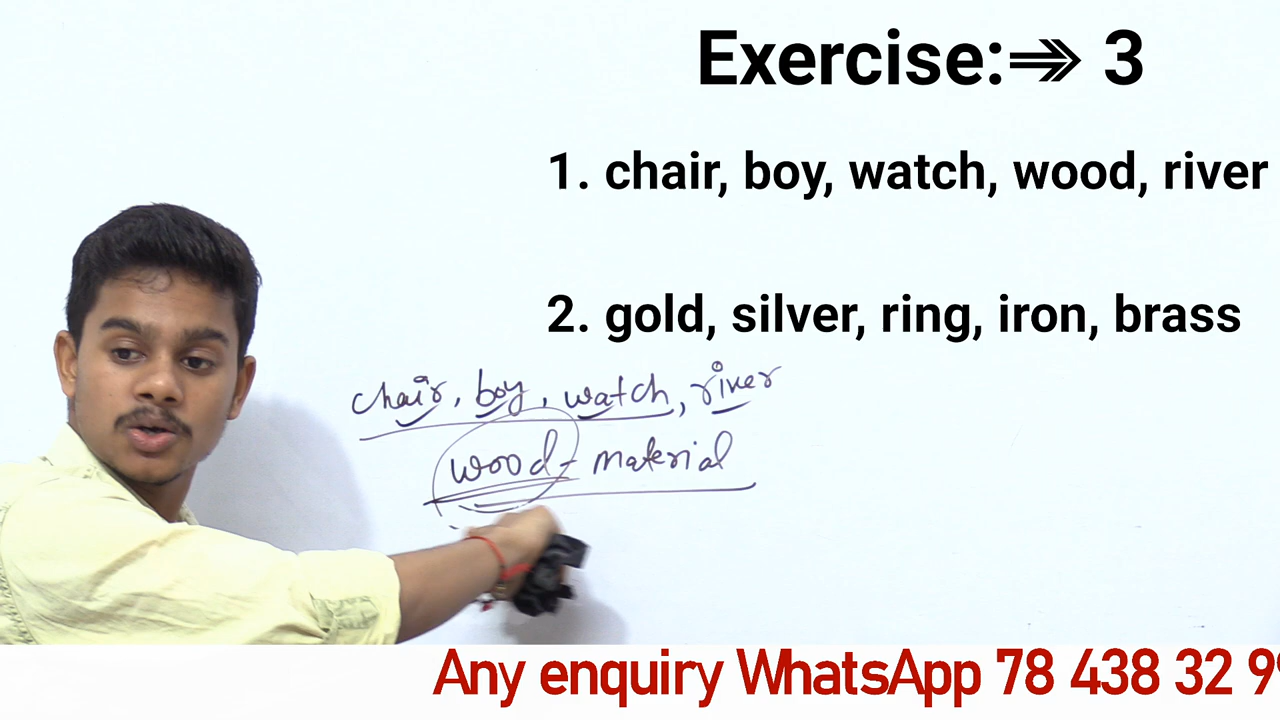 Exercise:⇛ 3
1. chair, boy, watch, wood, river
2. gold, silver, ring, iron, brass
chair, boy, watch, river
wood - material
Any enquiry WhatsApp 78 438 32 9